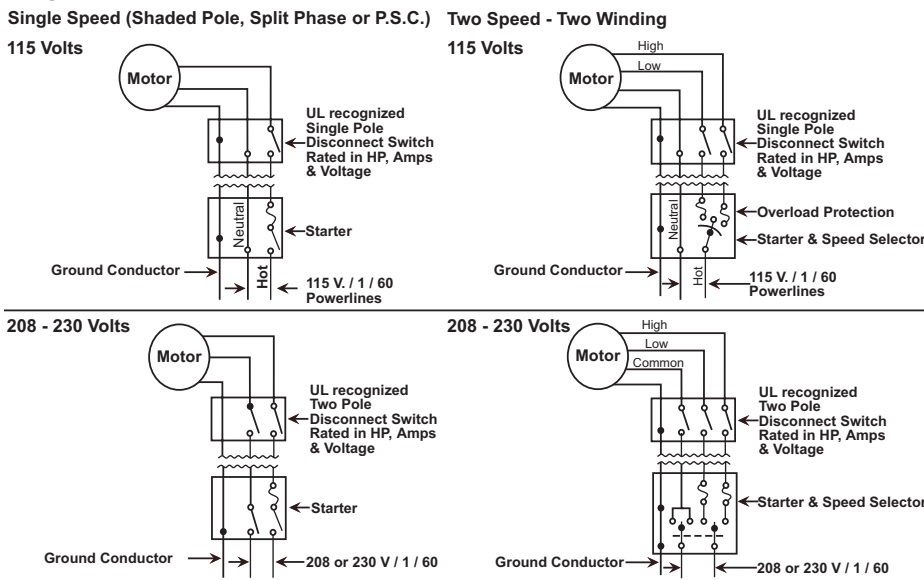 Single Speed (Shaded Pole, Split Phase or P.S.C.)
115 Volts
Motor
UL recognized
Single Pole
Disconnect Switch
Rated in HP, Amps
& Voltage
Neutral
Starter
Ground Conductor
Hot
115 V. / 1 / 60
Powerlines
Two Speed - Two Winding
115 Volts
High
Low
Motor
UL recognized
Single Pole
Disconnect Switch
Rated in HP, Amps
& Voltage
Neutral
Overload Protection
Starter & Speed Selector
Ground Conductor
Hot
115 V. / 1 / 60
Powerlines
208 - 230 Volts
Motor
UL recognized
Two Pole
Disconnect Switch
Rated in HP, Amps
& Voltage
Starter
Ground Conductor
208 or 230 V / 1 / 60
208 - 230 Volts
High
Low
Common
Motor
UL recognized
Two Pole
Disconnect Switch
Rated in HP, Amps
& Voltage
Starter & Speed Selector
Ground Conductor
208 or 230 V / 1 / 60